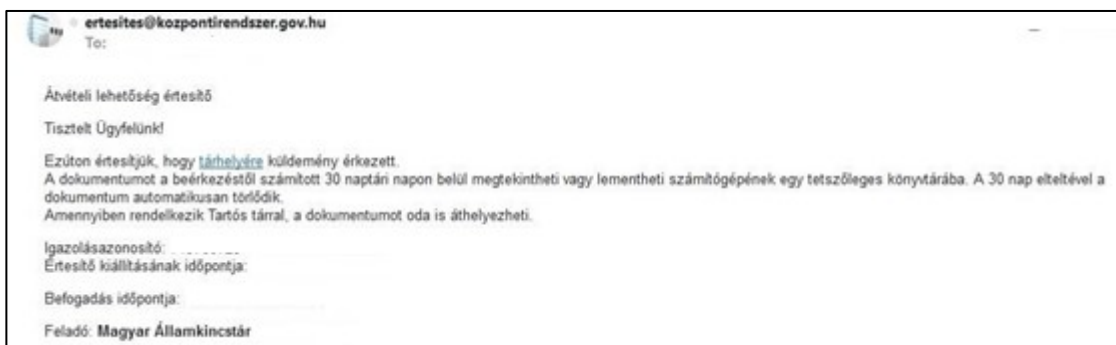 ertesites@kozpontirendszer.gov.hu
To:
Átvételi lehetőség értesítő
Tisztelt Ügyfelünk!
Ezúton értesítjük, hogy tárhelyére küldemény érkezett.
A dokumentumot a beérkezéstől számított 30 naptári napon belül megtekintheti vagy lementheti számítógépének egy tetszőleges könyvtárába. A 30 nap elteltével a
dokumentum automatikusan törlődik.
Amennyiben rendelkezik Tartós tárral, a dokumentumot oda is áthelyezheti.
Igazolásazonosító:
Értesítő kiállításának időpontja:
Befogadás időpontja:
Feladó: Magyar Államkincstár